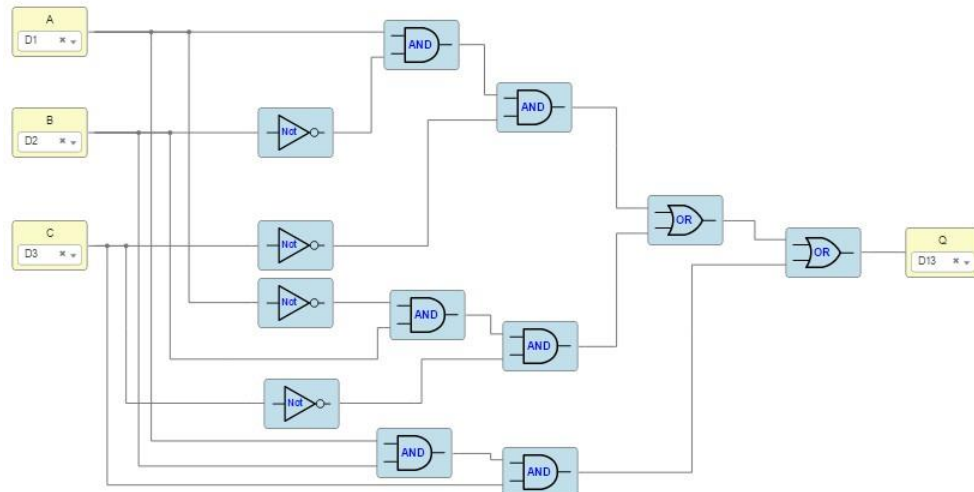 A
D1 × ▾
AND
B
D2 × ▾
Not
AND
C
D3 × ▾
Not
OR
OR
Q
D13 × ▾
Not
AND
AND
Not
AND
AND